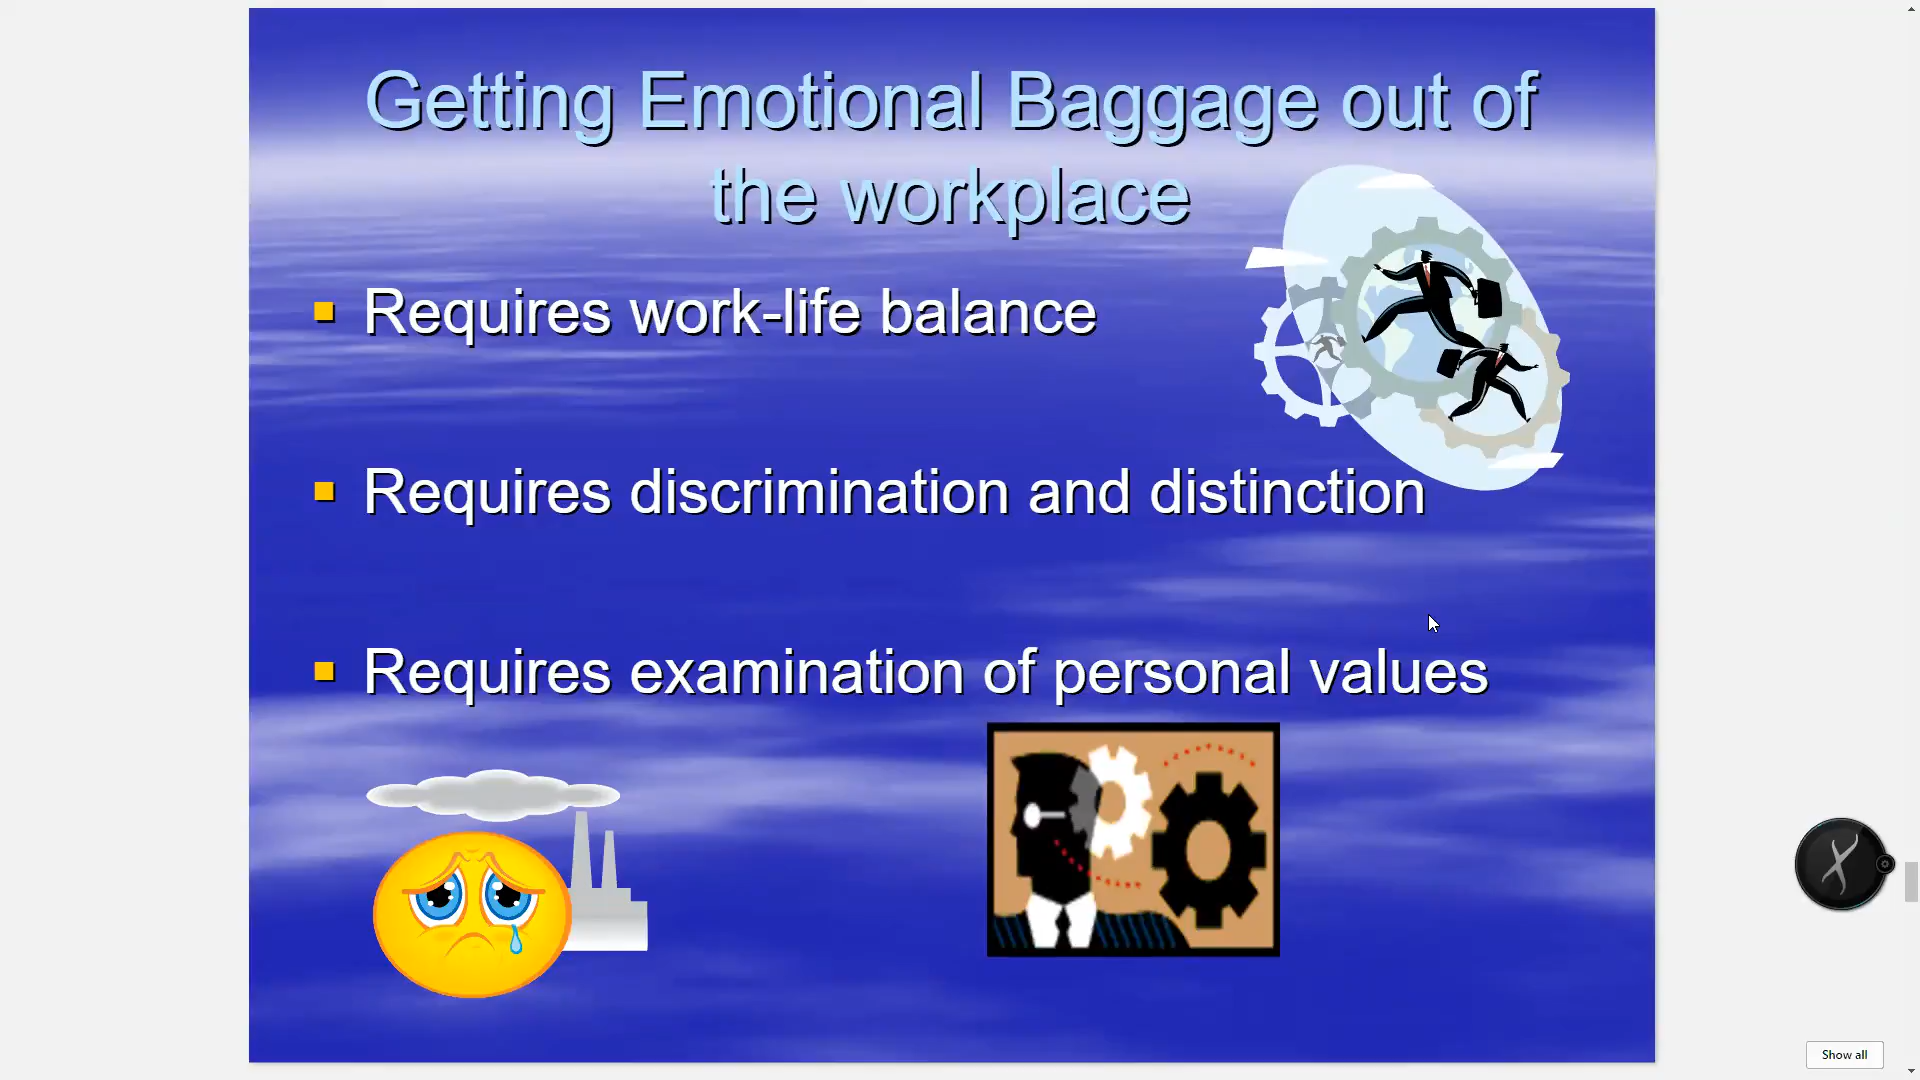 Getting Emotional Baggage out of
the workplace
Requires work-life balance
Requires discrimination and distinction
Requires examination of personal values
Show all